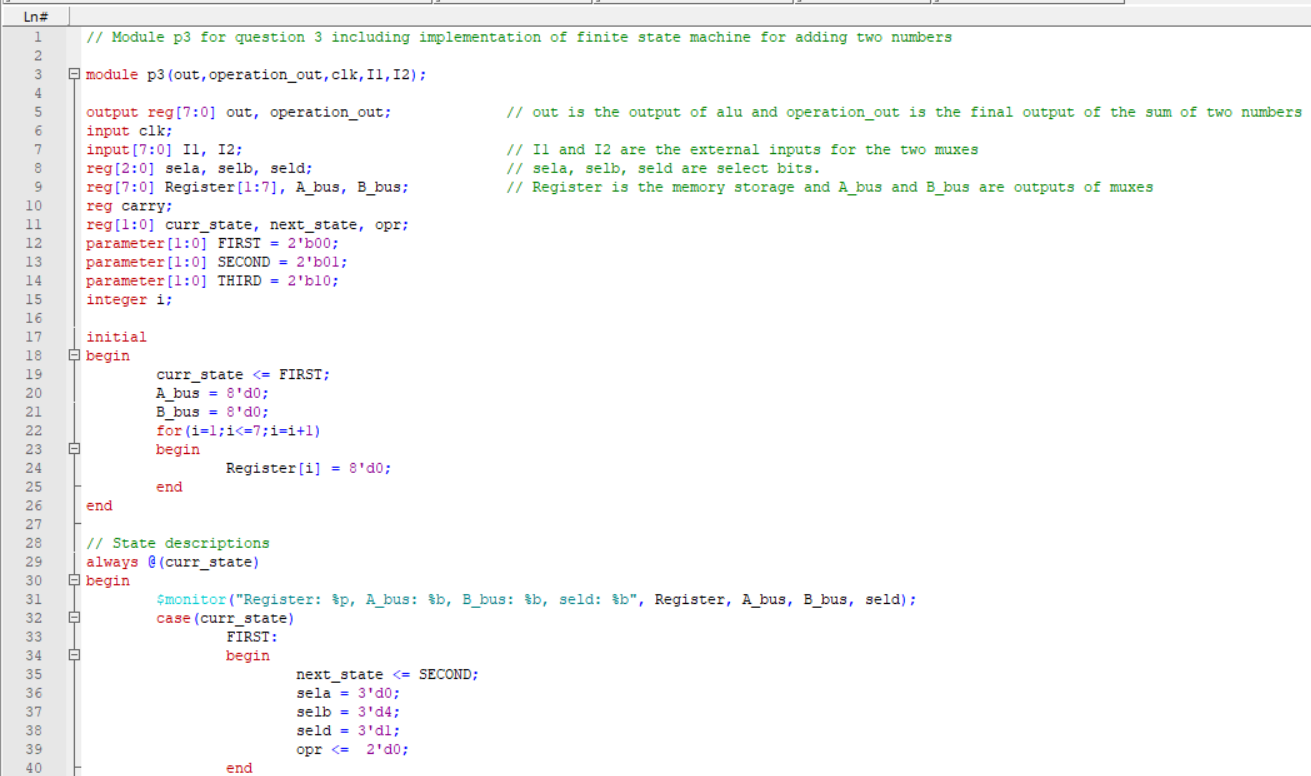 Ln#
1 // Module p3 for question 3 including implementation of finite state machine for adding two numbers
2
3 module p3(out,operation_out,clk,I1,I2);
4
5 output reg[7:0] out, operation_out; // out is the output of alu and operation_out is the final output of the sum of two numbers
6 input clk;
7 input[7:0] I1, I2; // I1 and I2 are the external inputs for the two muxes
8 reg[2:0] sela, selb, seld; // sela, selb, seld are select bits.
9 reg[7:0] Register[1:7], A_bus, B_bus; // Register is the memory storage and A_bus and B_bus are outputs of muxes
10 reg carry;
11 reg[1:0] curr_state, next_state, opr;
12 parameter[1:0] FIRST = 2'b00;
13 parameter[1:0] SECOND = 2'b01;
14 parameter[1:0] THIRD = 2'b10;
15 integer i;
16
17 initial
18 begin
19 curr_state <= FIRST;
20 A_bus = 8'd0;
21 B_bus = 8'd0;
22 for(i=1;i<=7;i=i+1)
23 begin
24 Register[i] = 8'd0;
25 end
26 end
27
28 // State descriptions
29 always @(curr_state)
30 begin
31 $monitor("Register: %p, A_bus: %b, B_bus: %b, seld: %b", Register, A_bus, B_bus, seld);
32 case(curr_state)
33 FIRST:
34 begin
35 next_state <= SECOND;
36 sela = 3'd0;
37 selb = 3'd4;
38 seld = 3'd1;
39 opr <= 2'd0;
40 end